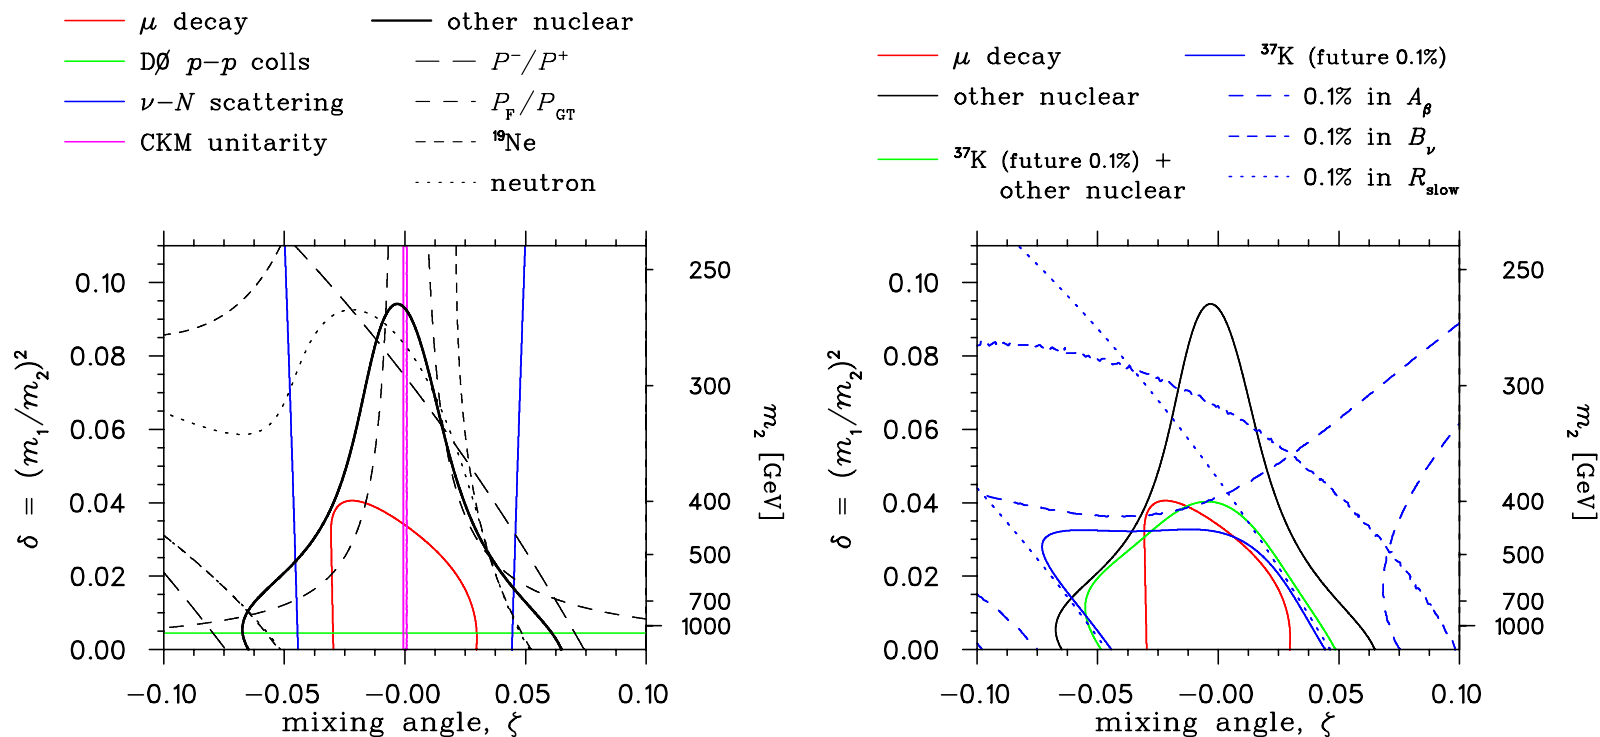 μ decay
DØ p−p colls
ν−N scattering
CKM unitarity
other nuclear
P⁻/P⁺
P_F/P_GT
¹⁹Ne
neutron
δ = (m₁/m₂)²
0.10
0.08
0.06
0.04
0.02
0.00
−0.10
−0.05
−0.00
0.05
0.10
mixing angle, ζ
250
300
400
500
700
1000
m₂ [GeV]
μ decay
other nuclear
³⁷K (future 0.1%) +
other nuclear
³⁷K (future 0.1%)
0.1% in A_β
0.1% in B_ν
0.1% in R_slow
δ = (m₁/m₂)²
0.10
0.08
0.06
0.04
0.02
0.00
−0.10
−0.05
−0.00
0.05
0.10
mixing angle, ζ
250
300
400
500
700
1000
m₂ [GeV]